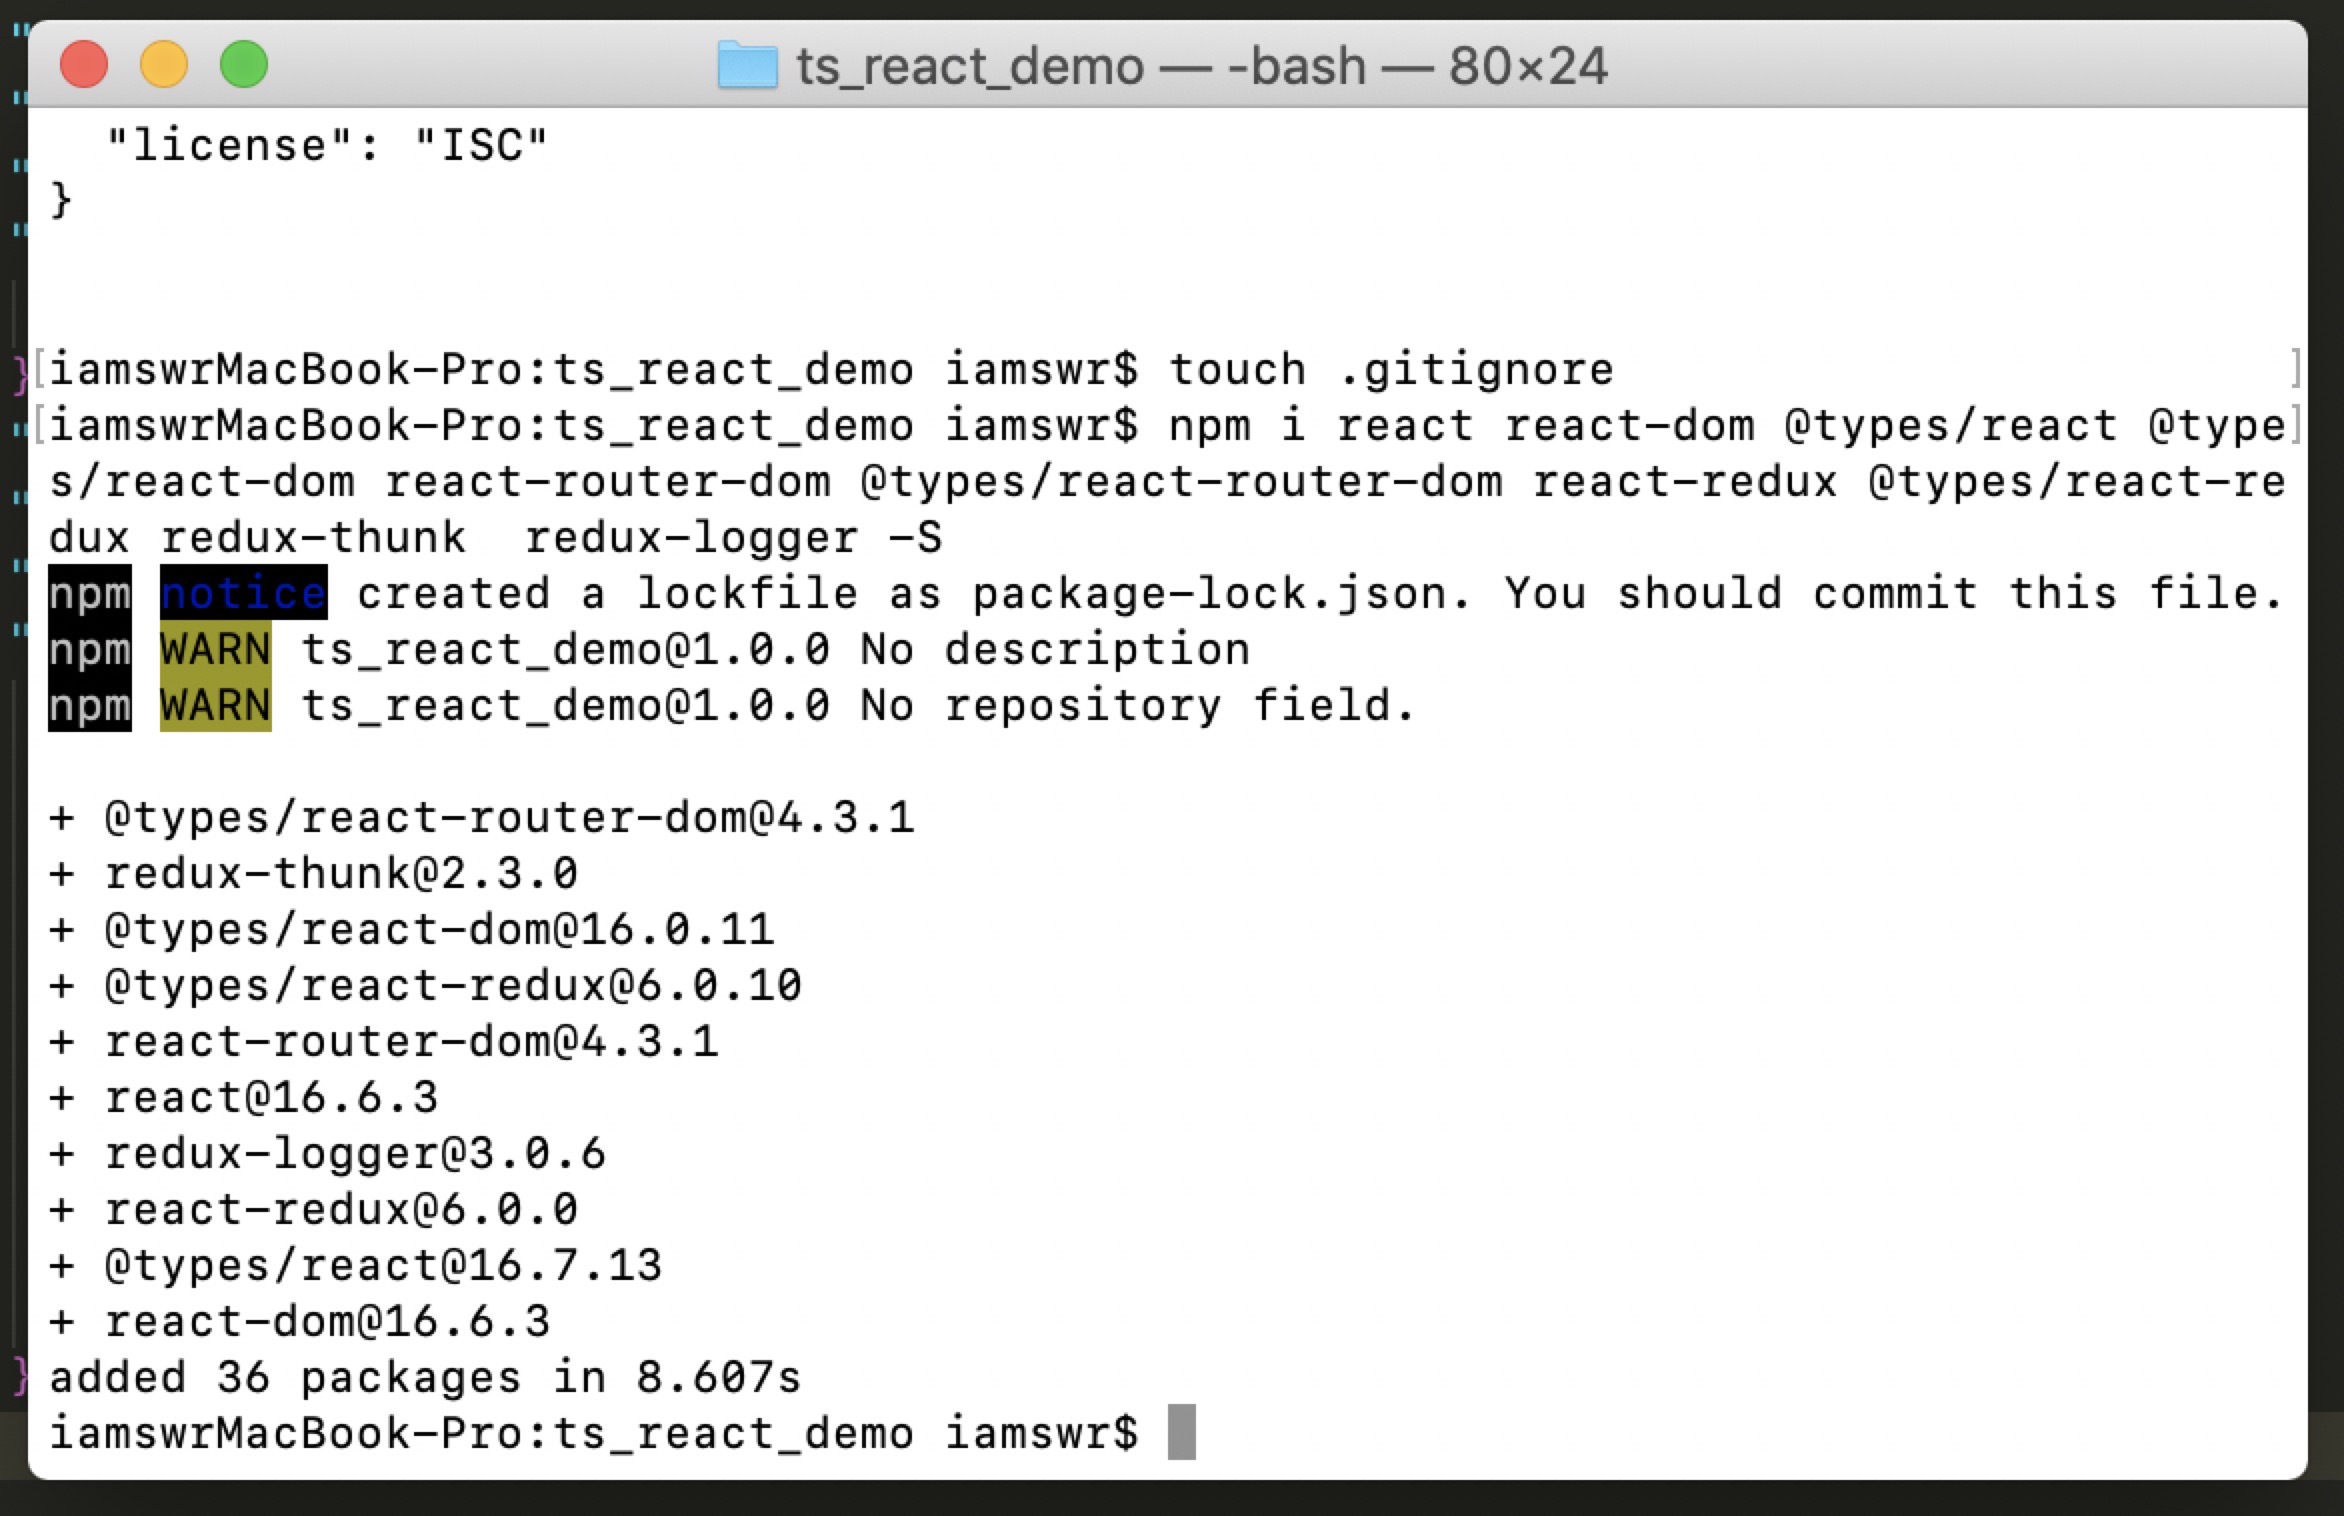 ts_react_demo — -bash — 80×24
"license": "ISC"
}
[iamswrMacBook-Pro:ts_react_demo iamswr$ touch .gitignore ]
[iamswrMacBook-Pro:ts_react_demo iamswr$ npm i react react-dom @types/react @type]
s/react-dom react-router-dom @types/react-router-dom react-redux @types/react-re
dux redux-thunk  redux-logger -S
npm notice created a lockfile as package-lock.json. You should commit this file.
npm WARN ts_react_demo@1.0.0 No description
npm WARN ts_react_demo@1.0.0 No repository field.
+ @types/react-router-dom@4.3.1
+ redux-thunk@2.3.0
+ @types/react-dom@16.0.11
+ @types/react-redux@6.0.10
+ react-router-dom@4.3.1
+ react@16.6.3
+ redux-logger@3.0.6
+ react-redux@6.0.0
+ @types/react@16.7.13
+ react-dom@16.6.3
added 36 packages in 8.607s
iamswrMacBook-Pro:ts_react_demo iamswr$